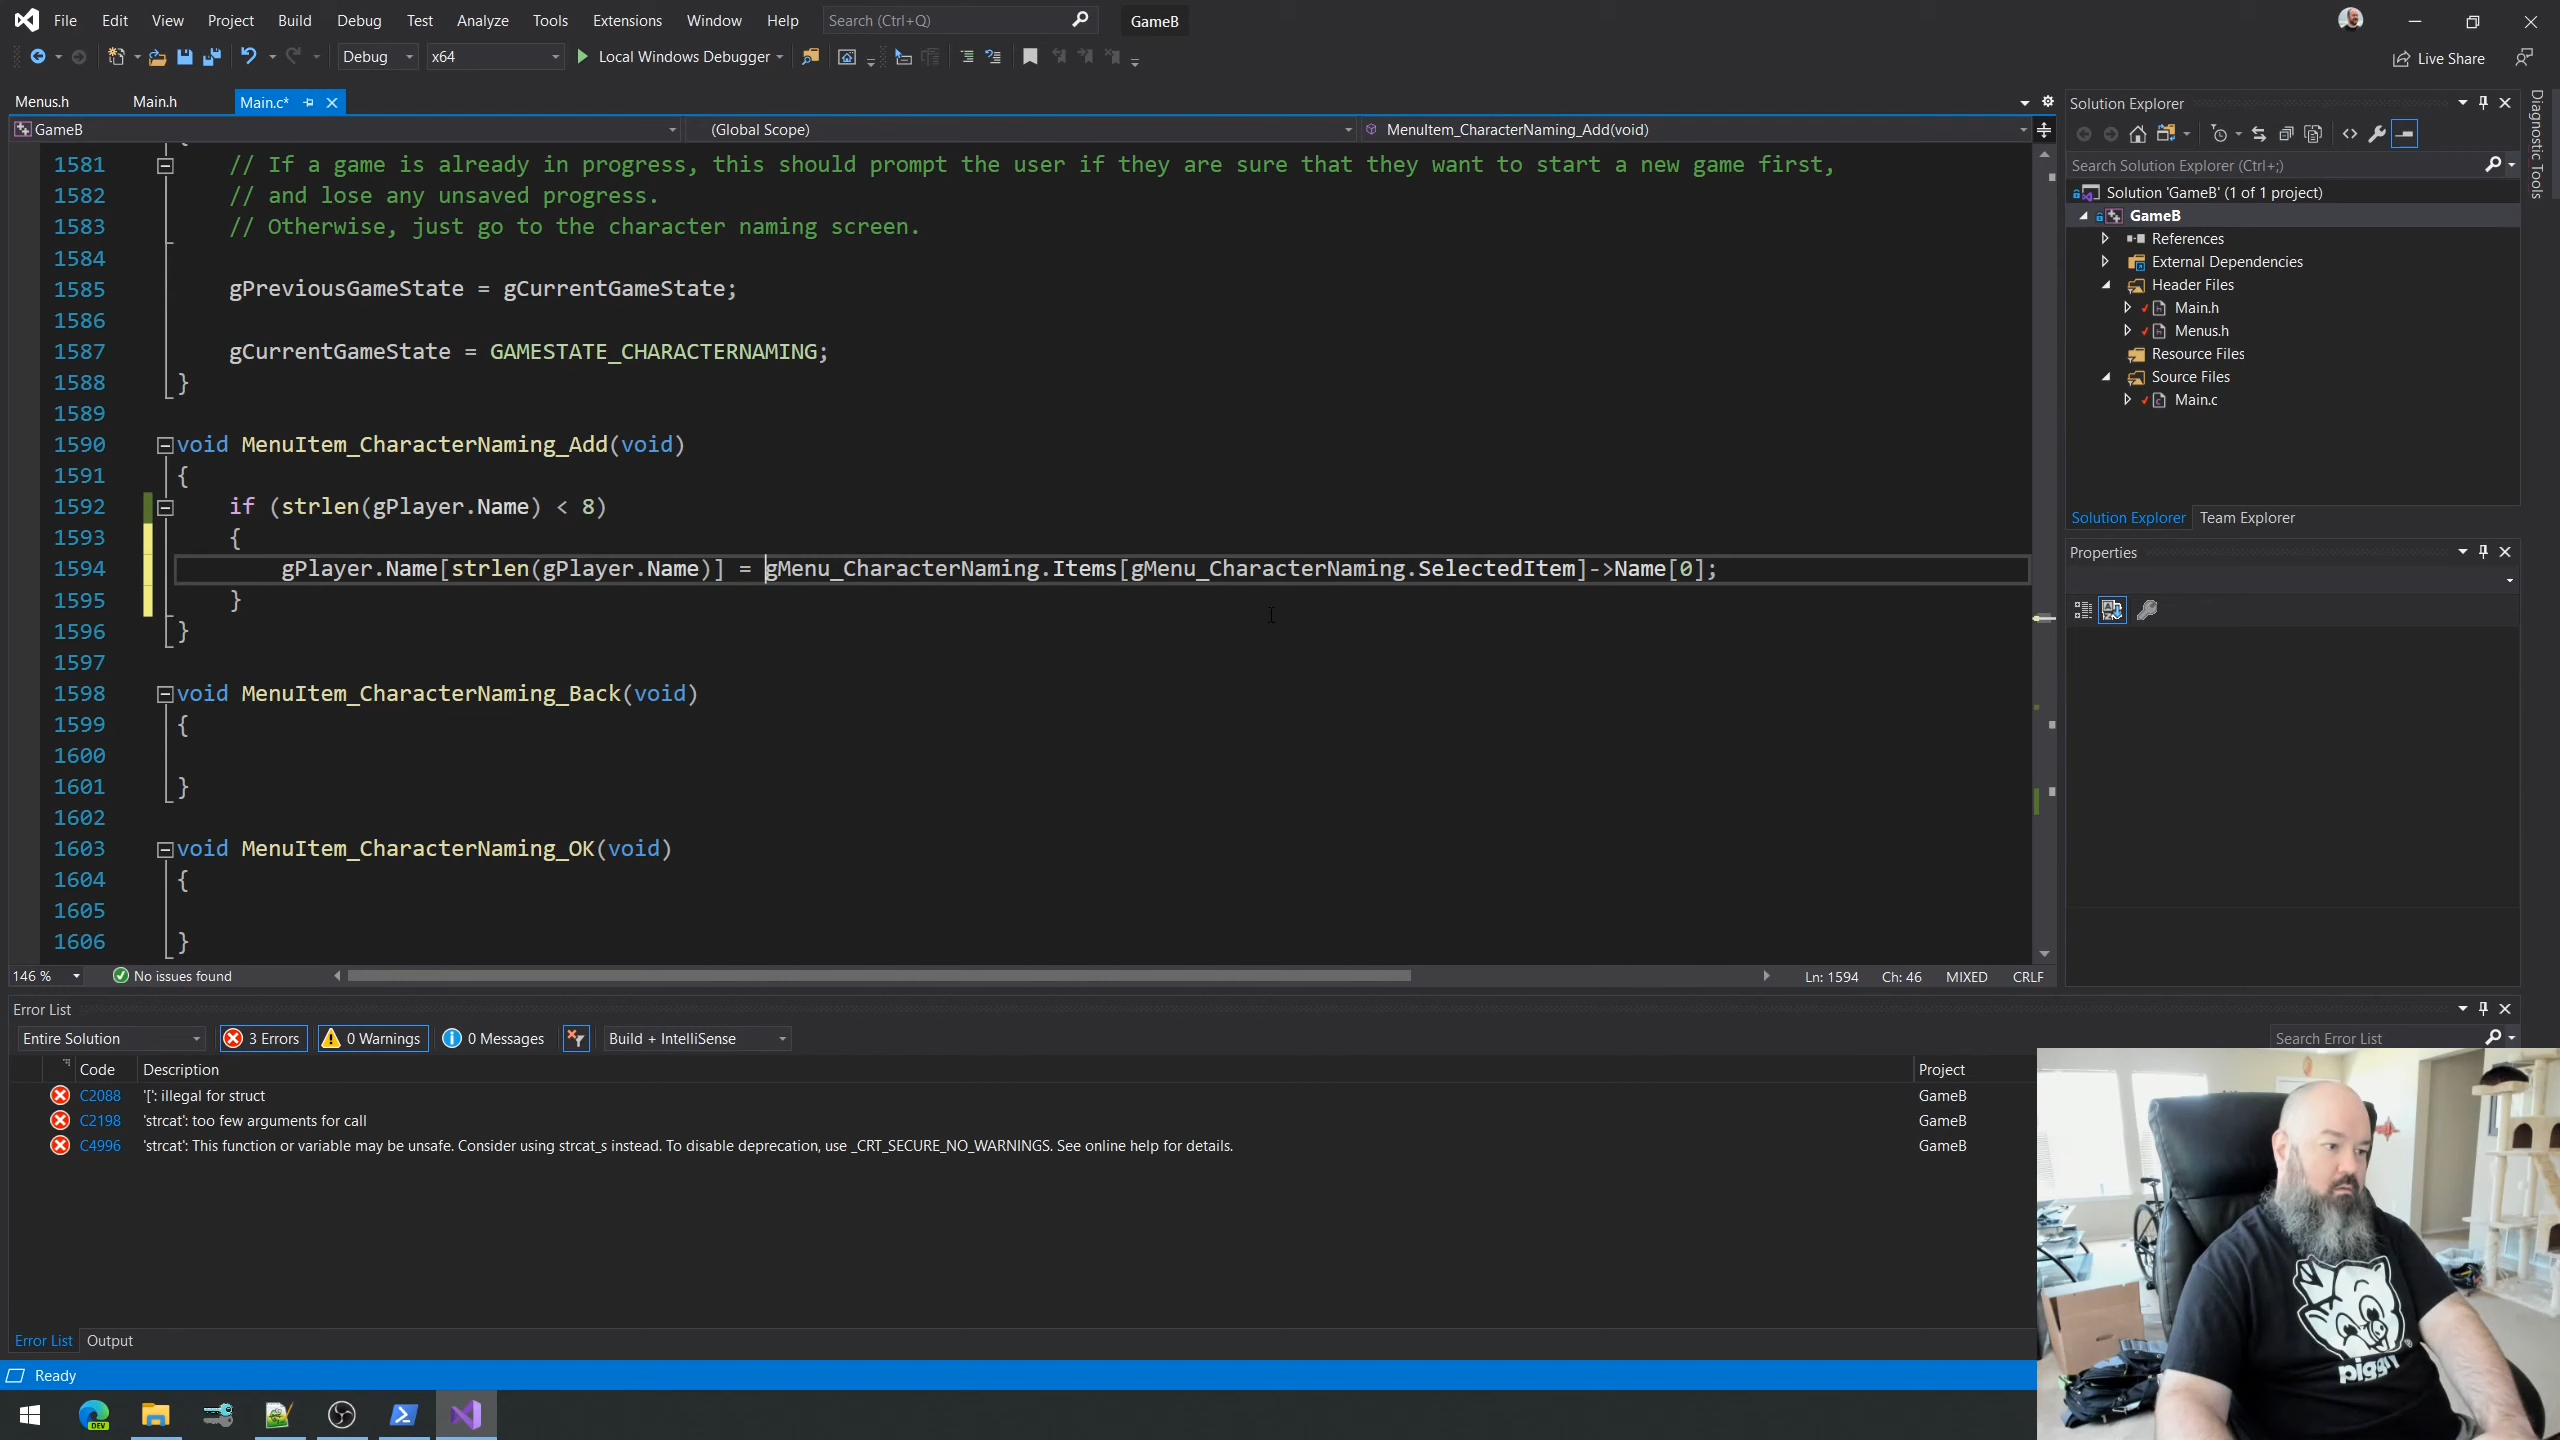 File Edit View Project Build Debug Test Analyze Tools Extensions Window Help Search (Ctrl+Q) GameB
Debug x64 Local Windows Debugger Live Share
Menus.h Main.h Main.c*
GameB (Global Scope) MenuItem_CharacterNaming_Add(void)
1581 // If a game is already in progress, this should prompt the user if they are sure that they want to start a new game first,
1582 // and lose any unsaved progress.
1583 // Otherwise, just go to the character naming screen.
1584
1585 gPreviousGameState = gCurrentGameState;
1586
1587 gCurrentGameState = GAMESTATE_CHARACTERNAMING;
1588 }
1589
1590 void MenuItem_CharacterNaming_Add(void)
1591 {
1592 if (strlen(gPlayer.Name) < 8)
1593 {
1594 gPlayer.Name[strlen(gPlayer.Name)] = gMenu_CharacterNaming.Items[gMenu_CharacterNaming.SelectedItem]->Name[0];
1595 }
1596 }
1597
1598 void MenuItem_CharacterNaming_Back(void)
1599 {
1600
1601 }
1602
1603 void MenuItem_CharacterNaming_OK(void)
1604 {
1605
1606 }
146 % No issues found Ln: 1594 Ch: 46 MIXED CRLF
Solution Explorer
Search Solution Explorer (Ctrl+;)
Solution 'GameB' (1 of 1 project)
GameB
References
External Dependencies
Header Files
Main.h
Menus.h
Resource Files
Source Files
Main.c
Solution Explorer Team Explorer
Properties
Diagnostic Tools
Error List
Entire Solution 3 Errors 0 Warnings 0 Messages Build + IntelliSense Search Error List
Code Description Project
C2088 '[': illegal for struct GameB
C2198 'strcat': too few arguments for call GameB
C4996 'strcat': This function or variable may be unsafe. Consider using strcat_s instead. To disable deprecation, use _CRT_SECURE_NO_WARNINGS. See online help for details. GameB
Error List Output
Ready
DEV
piggly